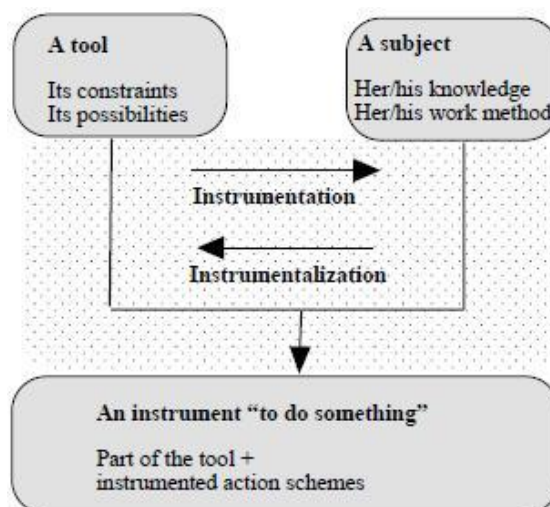 A tool
Its constraints
Its possibilities
A subject
Her/his knowledge
Her/his work method
Instrumentation
Instrumentalization
An instrument “to do something”
Part of the tool +
instrumented action schemes